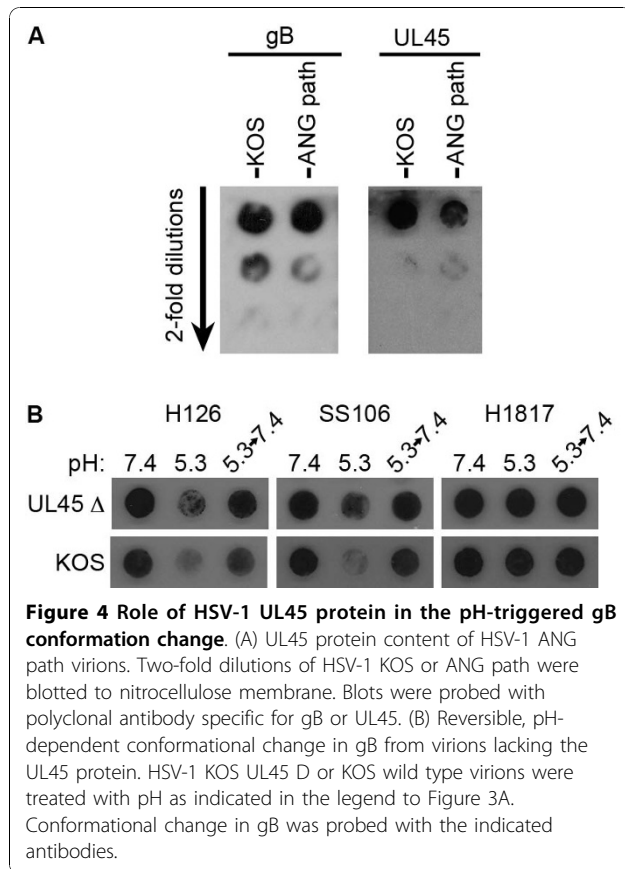 A
gB
UL45
-KOS
-ANG path
-KOS
-ANG path
2-fold dilutions
B
H126
SS106
H1817
pH: 7.4 5.3 5.3→7.4 7.4 5.3 5.3→7.4 7.4 5.3 5.3→7.4
UL45 Δ
KOS
Figure 4 Role of HSV-1 UL45 protein in the pH-triggered gB
conformation change. (A) UL45 protein content of HSV-1 ANG
path virions. Two-fold dilutions of HSV-1 KOS or ANG path were
blotted to nitrocellulose membrane. Blots were probed with
polyclonal antibody specific for gB or UL45. (B) Reversible, pH-
dependent conformational change in gB from virions lacking the
UL45 protein. HSV-1 KOS UL45 D or KOS wild type virions were
treated with pH as indicated in the legend to Figure 3A.
Conformational change in gB was probed with the indicated
antibodies.